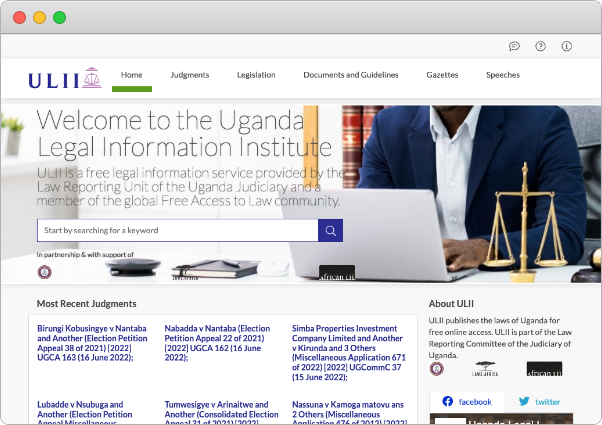 ULII
Home
Judgments
Legislation
Documents and Guidelines
Gazettes
Speeches
Welcome to the Uganda
Legal Information Institute
ULII is a free legal information service provided by the
Law Reporting Unit of the Uganda Judiciary and a
member of the global Free Access to Law community.
Start by searching for a keyword
In partnership & with support of
African LII
Most Recent Judgments
Birungi Kobusingye v Nantaba
and Another (Election Petition
Appeal 38 of 2021) [2022]
UGCA 163 (16 June 2022);
Nabadda v Nantaba (Election
Petition Appeal 22 of 2021)
[2022] UGCA 162 (16 June
2022);
Simba Properties Investment
Company Limited and Another
v Kirunda and 3 Others
(Miscellaneous Application 671
of 2022) [2022] UGCommC 37
(15 June 2022);
Lubadde v Nsubuga and
Another (Election Petition
Appeal Miscellaneous
Tumwesigye v Arinaitwe and
Another (Consolidated Election
Appeal 31 of 2021) [2022]
Nassuna v Kamoga matovu ans
2 Others (Miscellaneous
Application 476 of 2012) [2022]
About ULII
ULII publishes the laws of Uganda for
free online access. ULII is part of the Law
Reporting Committee of the Judiciary of
Uganda.
LAWS.AFRICA
African LII
facebook
twitter